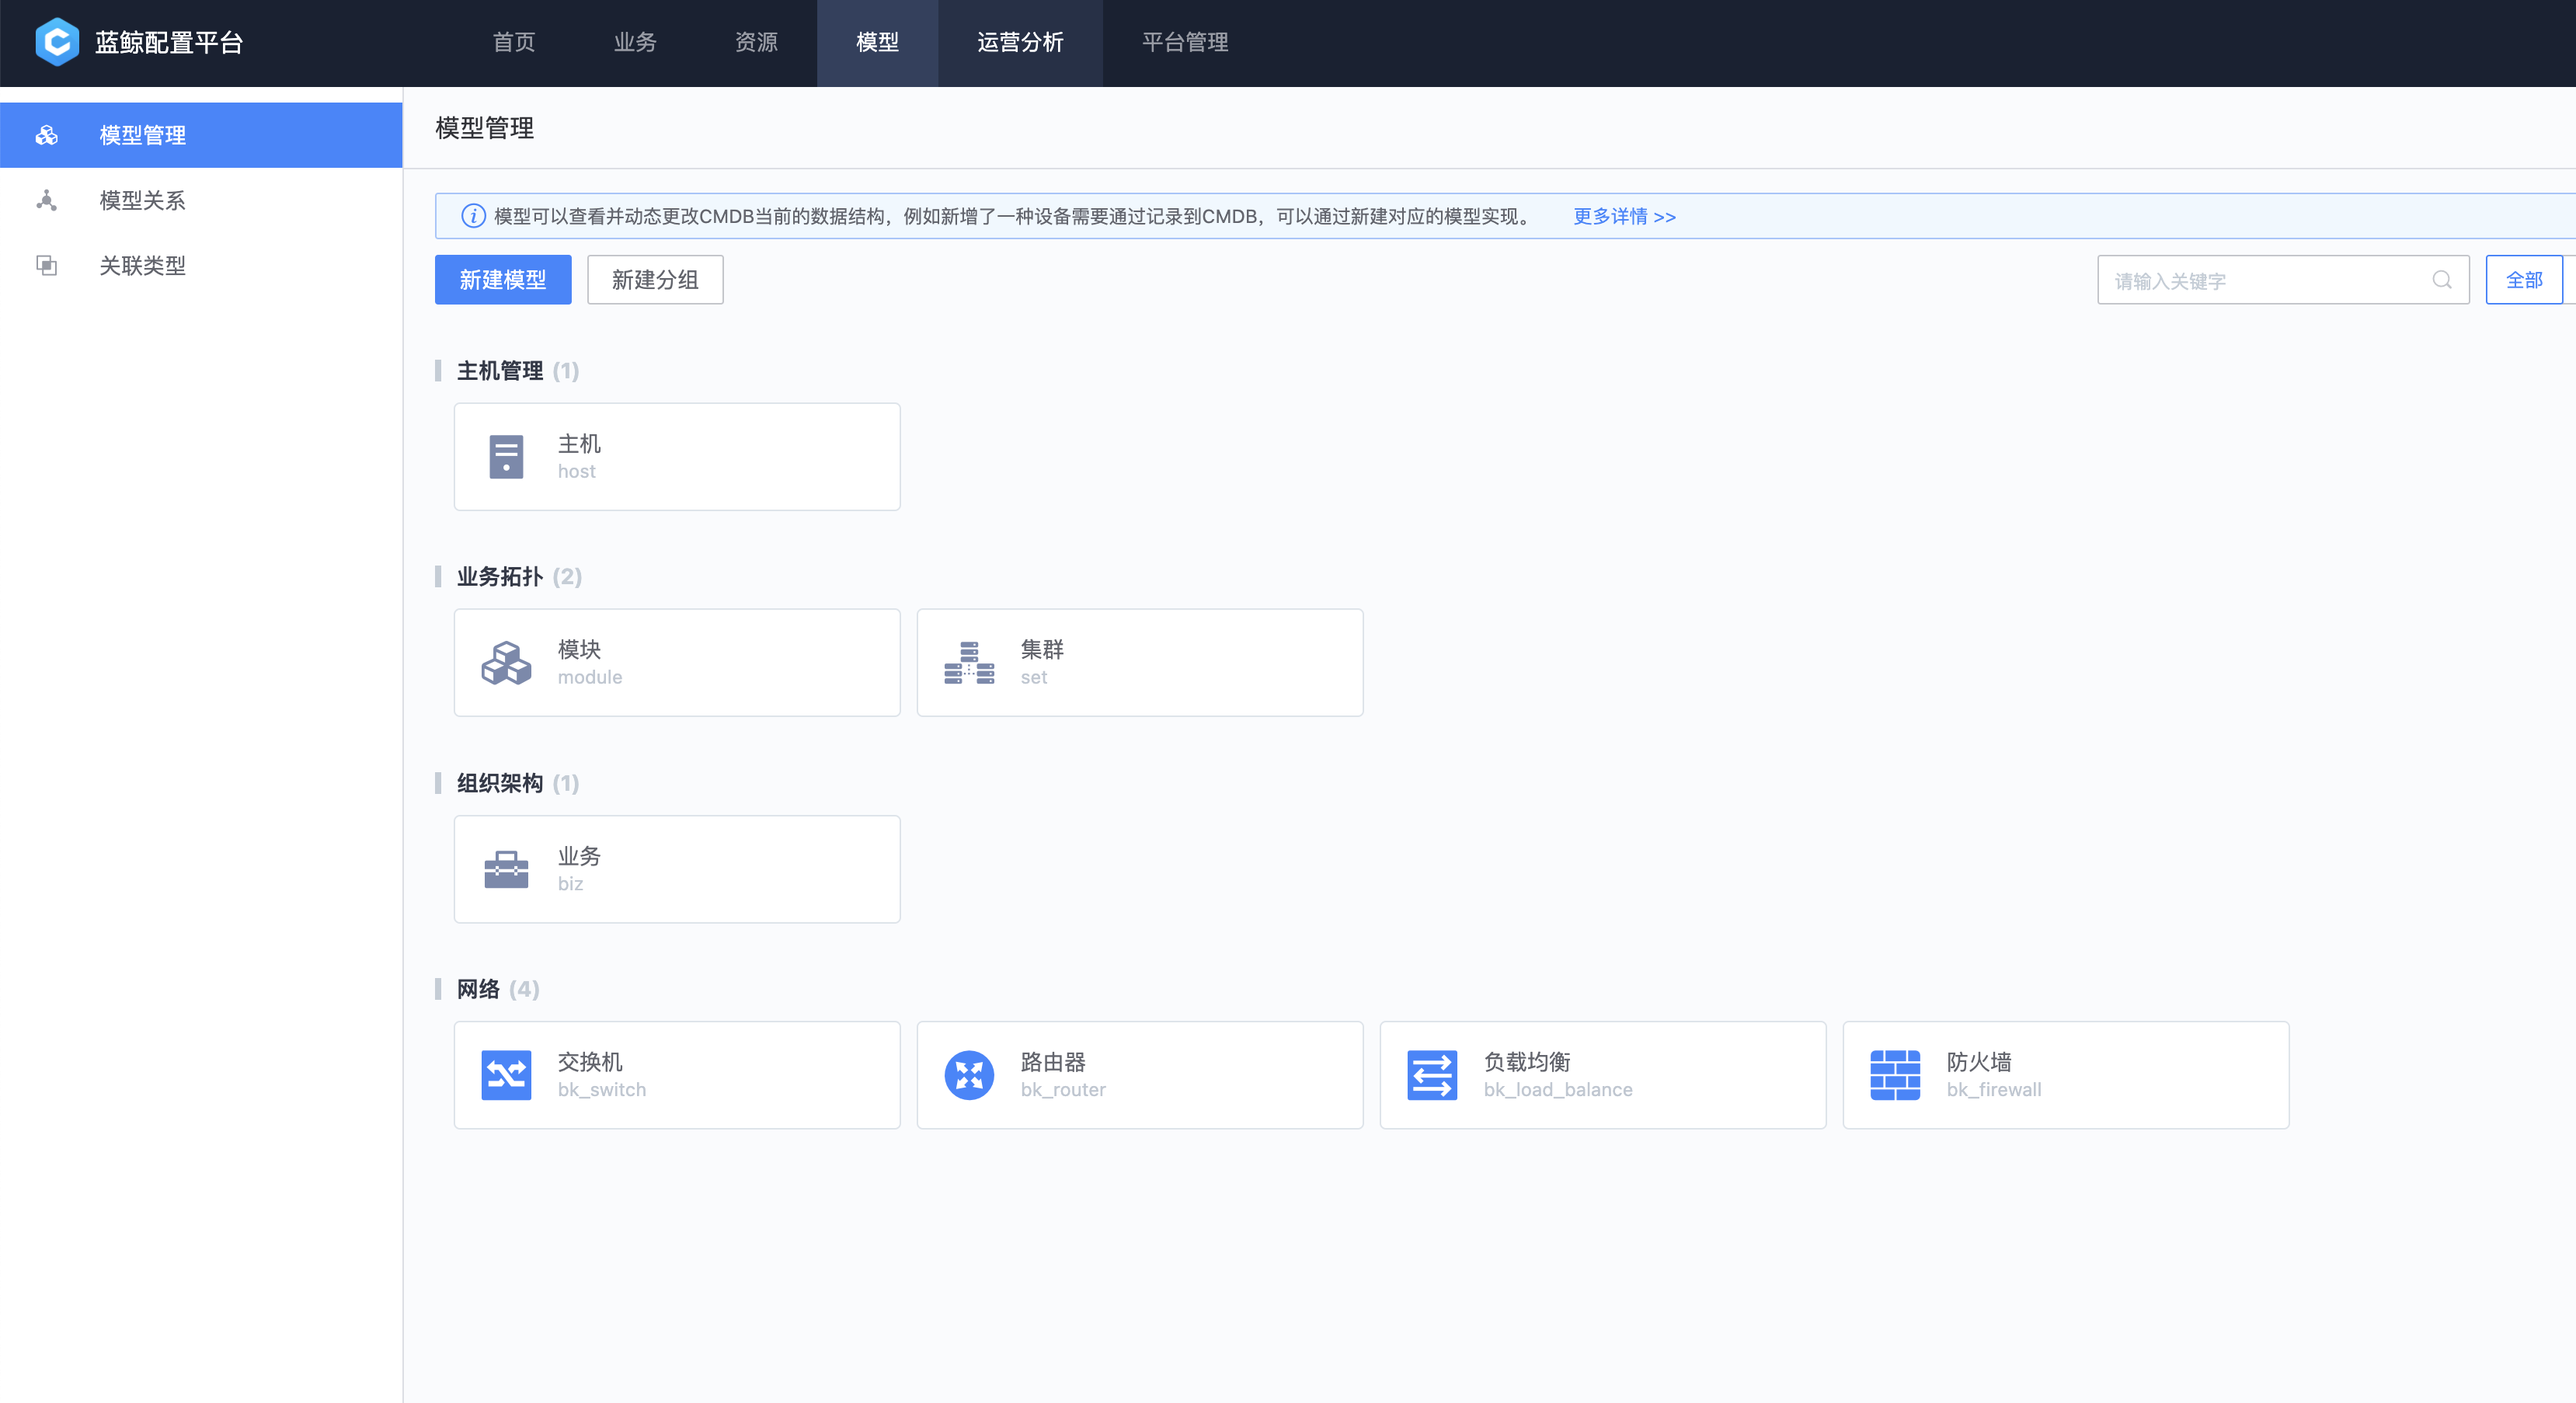 蓝鲸配置平台 首页 业务 资源 模型 运营分析 平台管理
模型管理
模型关系
关联类型
模型管理
模型可以查看并动态更改CMDB当前的数据结构，例如新增了一种设备需要通过记录到CMDB，可以通过新建对应的模型实现。 更多详情 >>
新建模型 新建分组 请输入关键字 全部
主机管理 (1)
主机
host
业务拓扑 (2)
模块
module
集群
set
组织架构 (1)
业务
biz
网络 (4)
交换机
bk_switch
路由器
bk_router
负载均衡
bk_load_balance
防火墙
bk_firewall